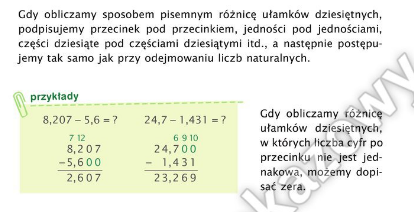 Gdy obliczamy sposobem pisemnym różnicę ułamków dziesiętnych,
podpisujemy przecinek pod przecinkiem, jedności pod jednościami,
części dziesiąte pod częściami dziesiątymi itd., a następnie postępu-
jemy tak samo jak przy odejmowaniu liczb naturalnych.
przykłady
8,207 – 5,6 = ?
7 12
8,207
–5,600
2,607
24,7 – 1,431 = ?
6 9 10
24,700
– 1,431
23,269
Gdy obliczamy różnicę
ułamków dziesiętnych,
w których liczba cyfr po
przecinku nie jest jed-
nakowa, możemy dopi-
sać zera.